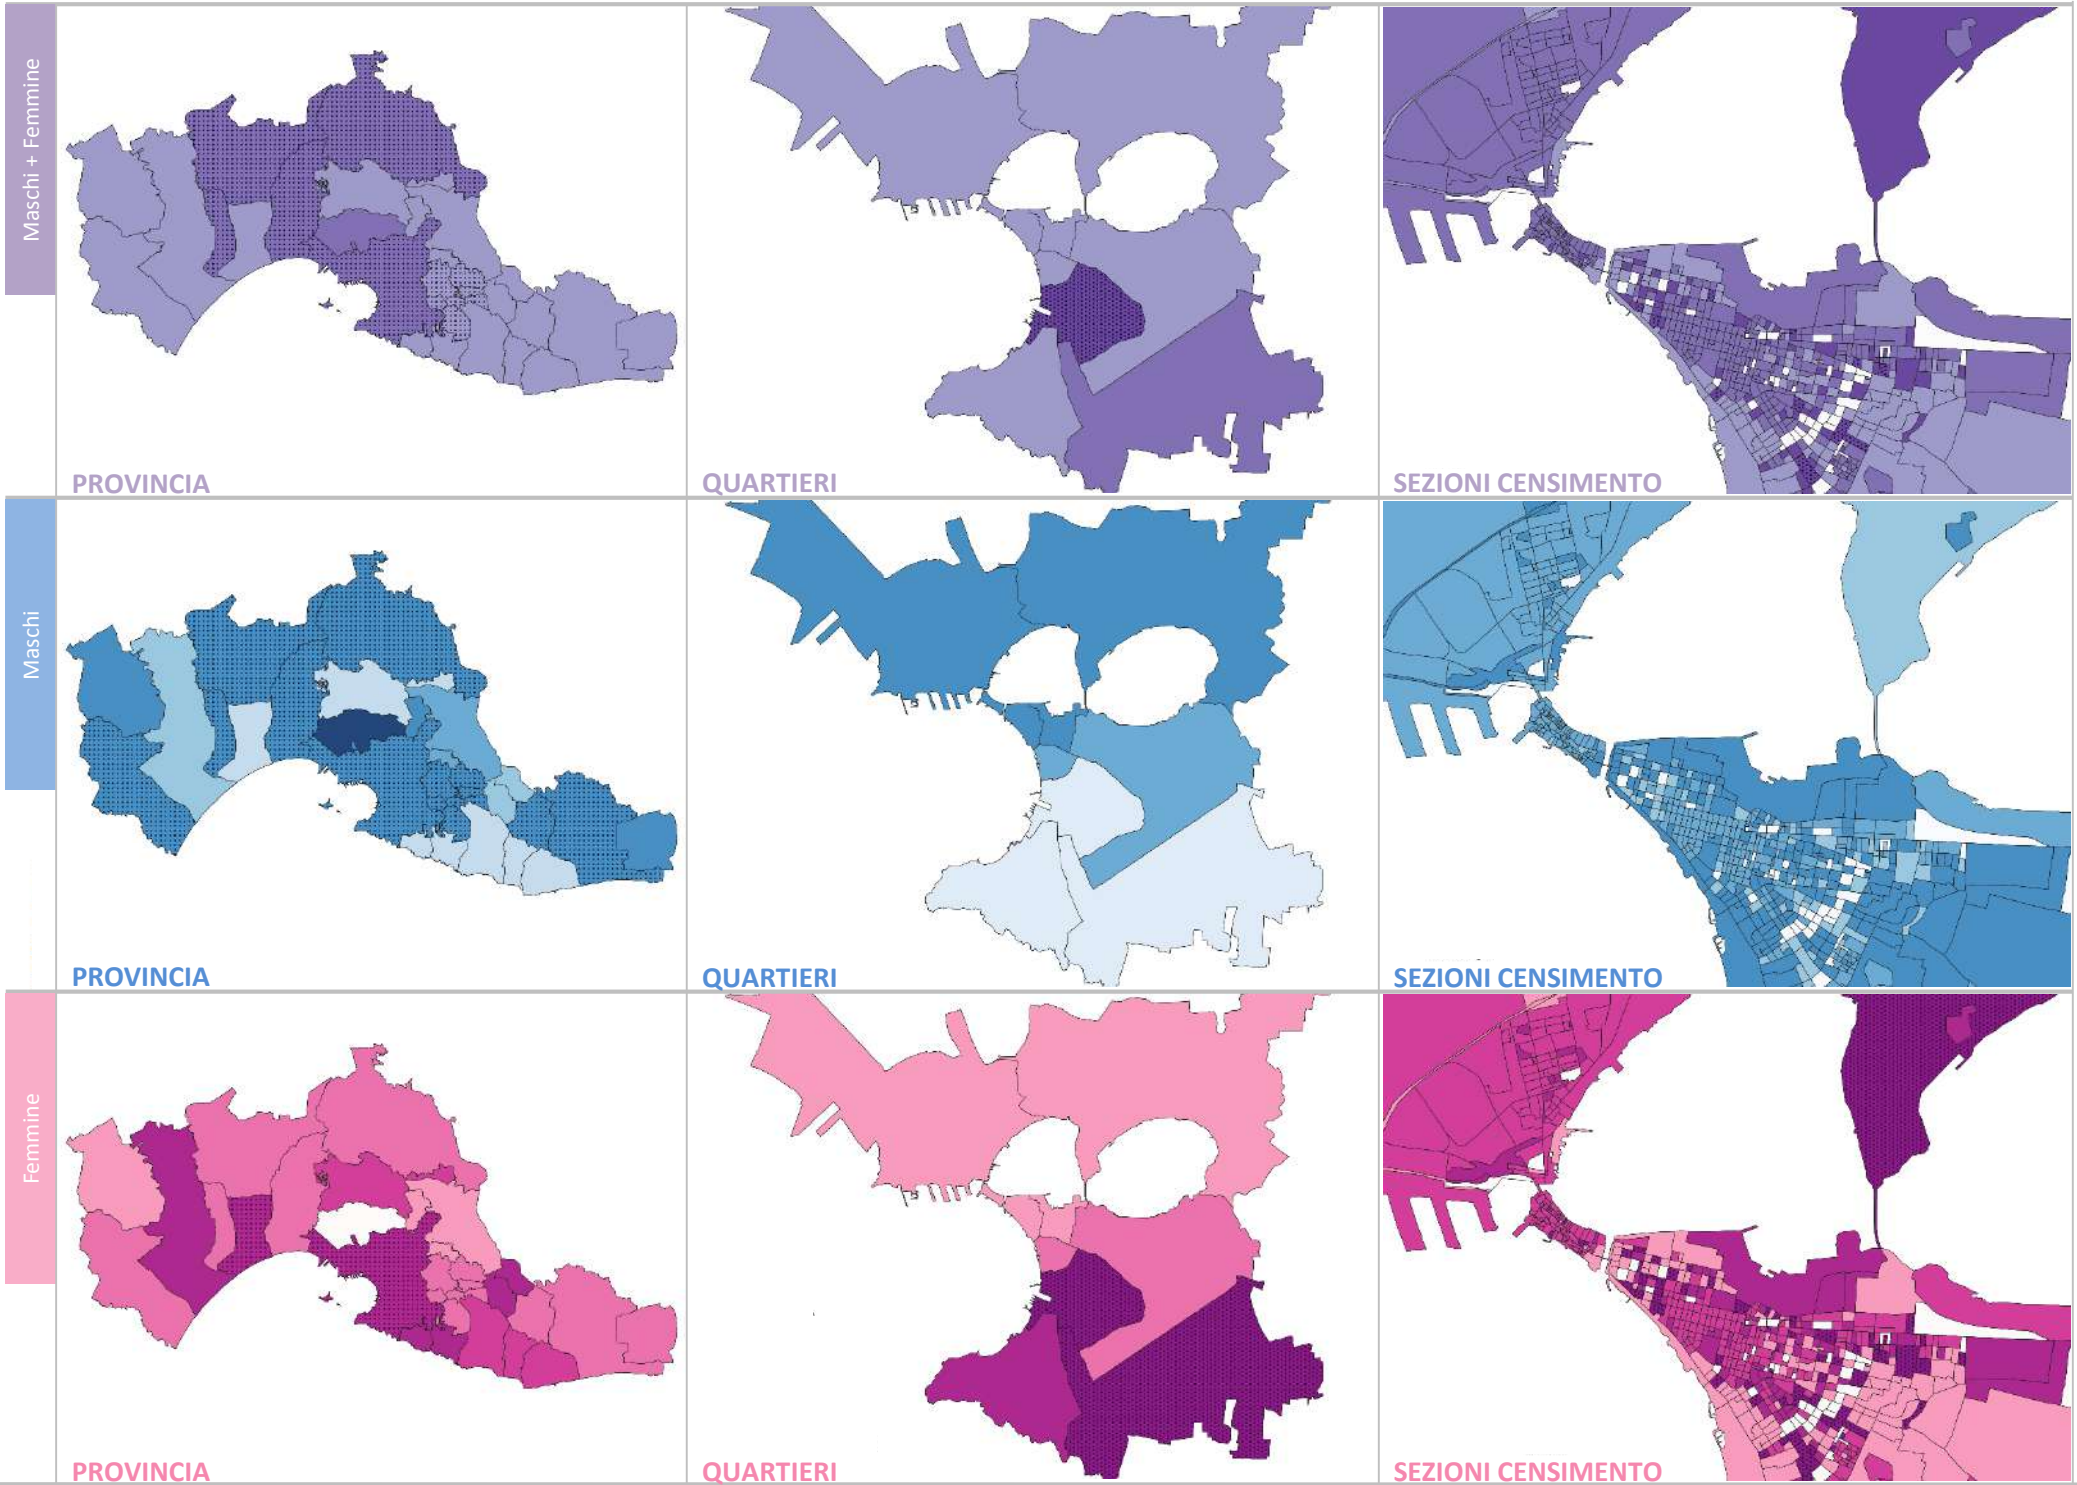 Maschi + Femmine
PROVINCIA
QUARTIERI
SEZIONI CENSIMENTO
Maschi
PROVINCIA
QUARTIERI
SEZIONI CENSIMENTO
Femmine
PROVINCIA
QUARTIERI
SEZIONI CENSIMENTO